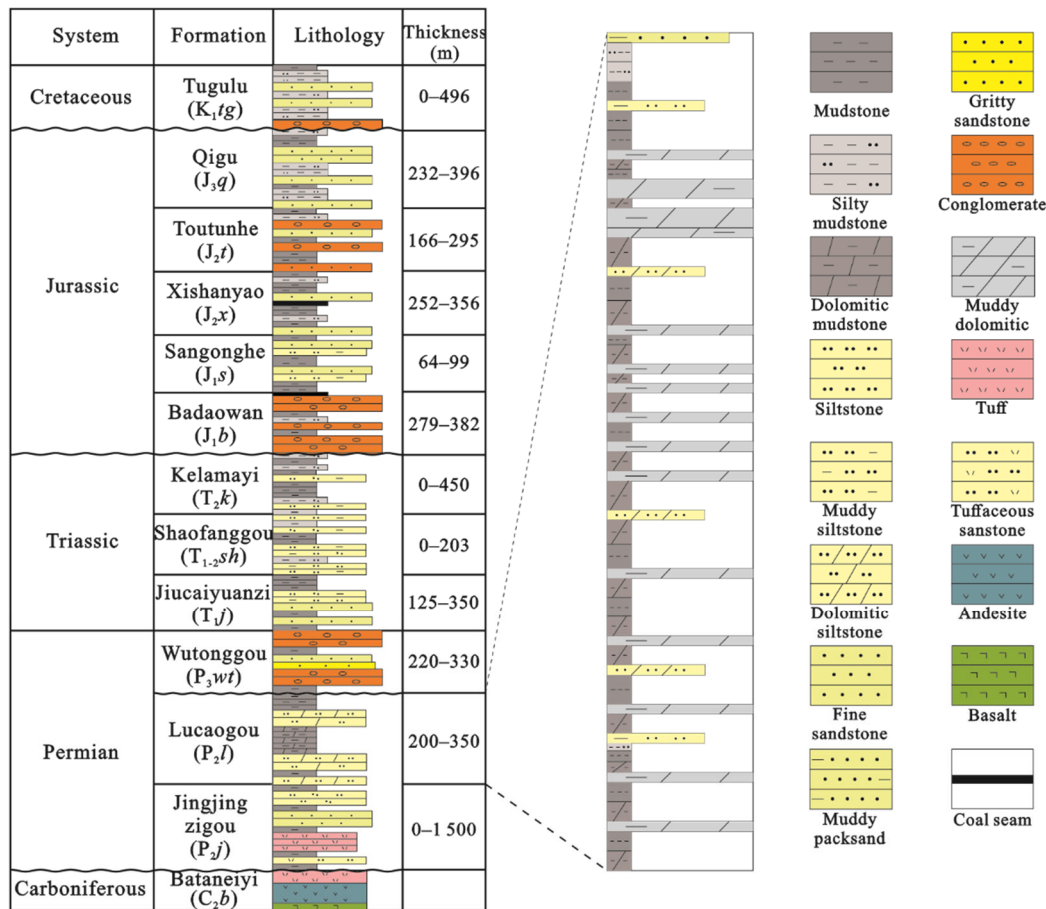 System Formation Lithology Thickness
(m)
Cretaceous
Tugulu
(K1tg)
0–496
Jurassic
Qigu
(J3q)
232–396
Toutunhe
(J2t)
166–295
Xishanyao
(J2x)
252–356
Sangonghe
(J1s)
64–99
Badaowan
(J1b)
279–382
Triassic
Kelamayi
(T2k)
0–450
Shaofanggou
(T1-2sh)
0–203
Jiucaiyuanzi
(T1j)
125–350
Permian
Wutonggou
(P3wt)
220–330
Lucaogou
(P2l)
200–350
Jingjing
zigou
(P2j)
0–1 500
Carboniferous
Bataneiyi
(C2b)
Mudstone
Gritty
sandstone
Silty
mudstone
Conglomerate
Dolomitic
mudstone
Muddy
dolomitic
Siltstone
Tuff
Muddy
siltstone
Tuffaceous
sanstone
Dolomitic
siltstone
Andesite
Fine
sandstone
Basalt
Muddy
packsand
Coal seam